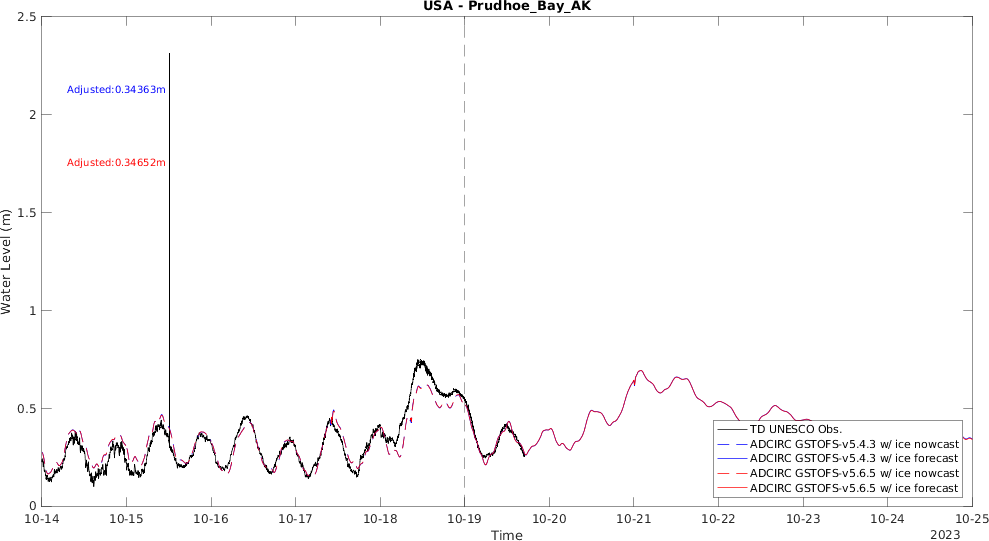 USA - Prudhoe_Bay_AK
2.5
2
1.5
1
0.5
0
Water Level (m)
Adjusted:0.34363m
Adjusted:0.34652m
TD UNESCO Obs.
ADCIRC GSTOFS-v5.4.3 w/ ice nowcast
ADCIRC GSTOFS-v5.4.3 w/ ice forecast
ADCIRC GSTOFS-v5.6.5 w/ ice nowcast
ADCIRC GSTOFS-v5.6.5 w/ ice forecast
10-14 10-15 10-16 10-17 10-18 10-19 10-20 10-21 10-22 10-23 10-24 10-25
Time
2023